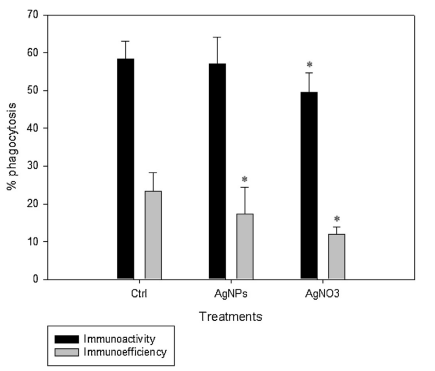 70
60
50
40
30
20
10
0
% phagocytosis
*
*
*
Ctrl
AgNPs
AgNO3
Treatments
Immunoactivity
Immunoefficiency